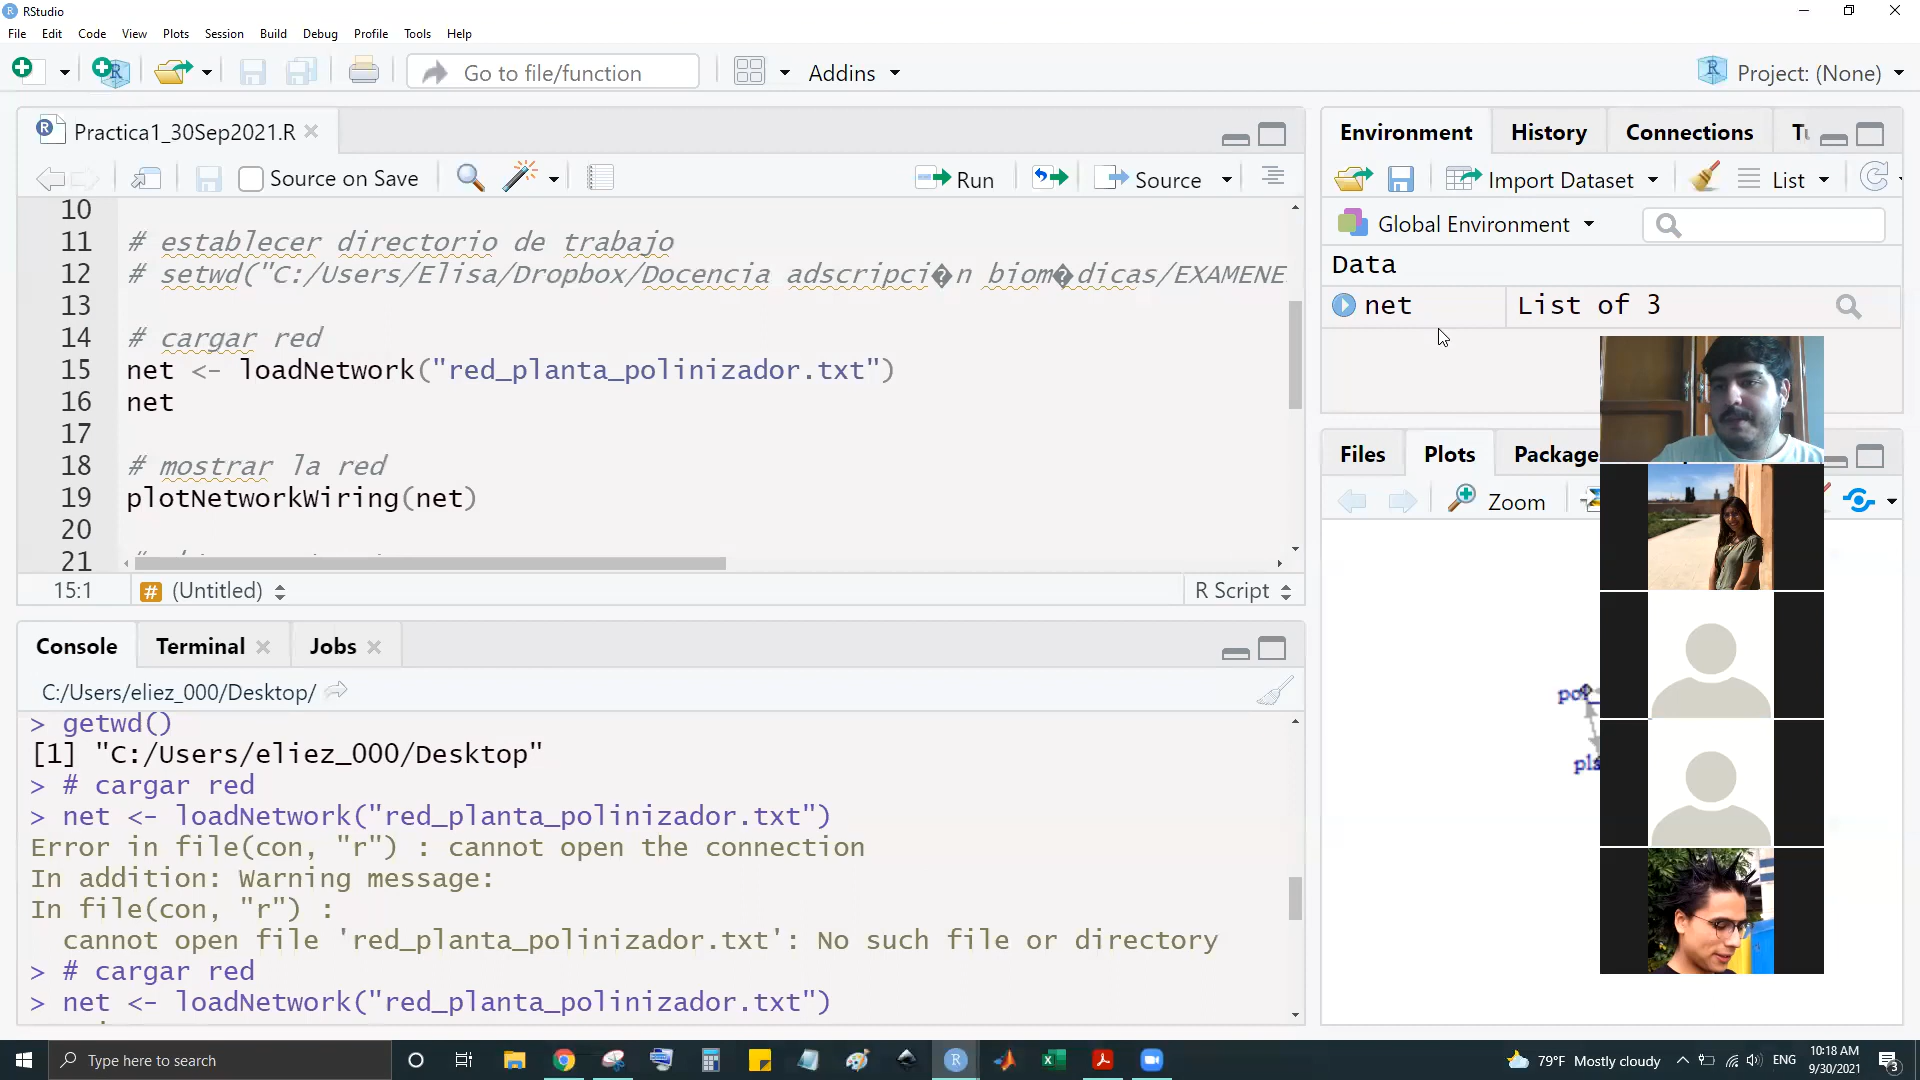 RStudio
File Edit Code View Plots Session Build Debug Profile Tools Help
Go to file/function
Addins
Project: (None)
Practica1_30Sep2021.R
Source on Save
Run
Source
10
11 # establecer directorio de trabajo
12 # setwd("C:/Users/Elisa/Dropbox/Docencia adscripci�n biom�dicas/EXAMENE
13
14 # cargar red
15 net <- loadNetwork("red_planta_polinizador.txt")
16 net
17
18 # mostrar la red
19 plotNetworkWiring(net)
20
21
15:1 (Untitled) R Script
Console Terminal Jobs
C:/Users/eliez_000/Desktop/
> getwd()
[1] "C:/Users/eliez_000/Desktop"
> # cargar red
> net <- loadNetwork("red_planta_polinizador.txt")
Error in file(con, "r") : cannot open the connection
In addition: Warning message:
In file(con, "r") :
cannot open file 'red_planta_polinizador.txt': No such file or directory
> # cargar red
> net <- loadNetwork("red_planta_polinizador.txt")
Environment History Connections Tu
Import Dataset List
Global Environment
Data
net List of 3
Files Plots Package
Zoom
pol
pla
Type here to search
79°F Mostly cloudy
ENG
10:18 AM
9/30/2021
3